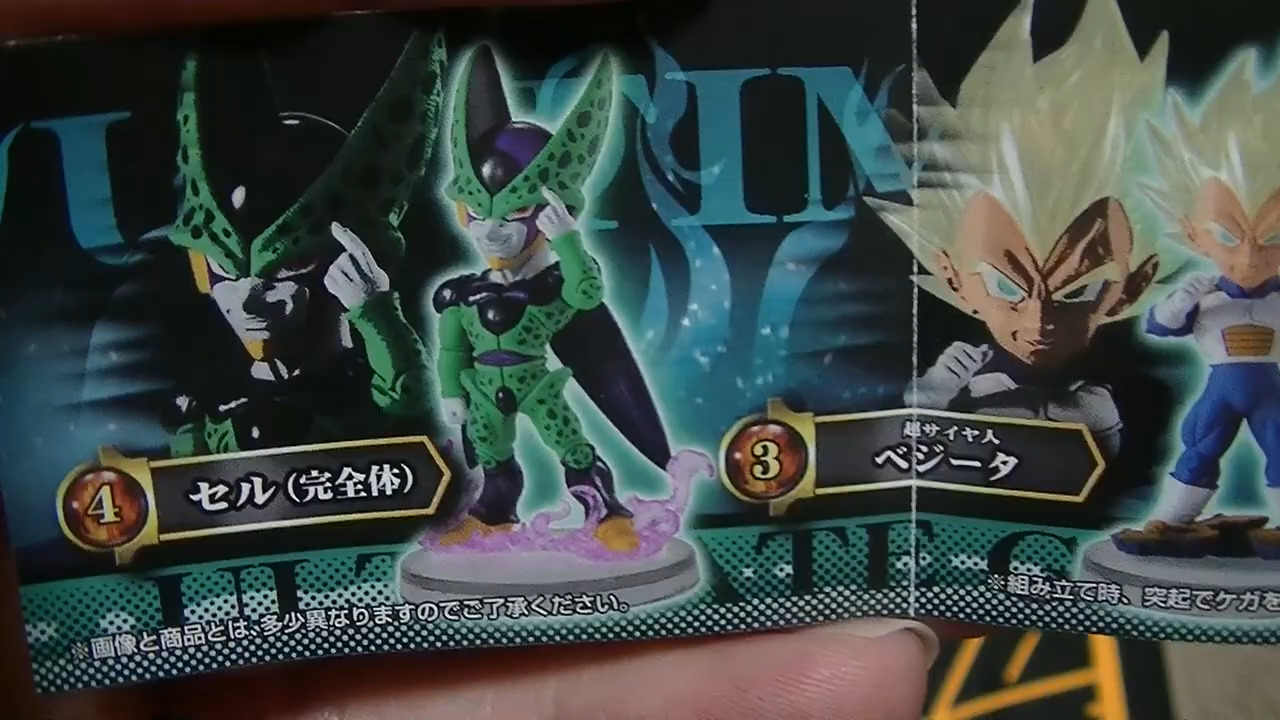 ULTIM
4
セル(完全体)
3
超サイヤ人
ベジータ
※画像と商品とは、多少異なりますのでご了承ください。
※組み立て時、突起でケガを